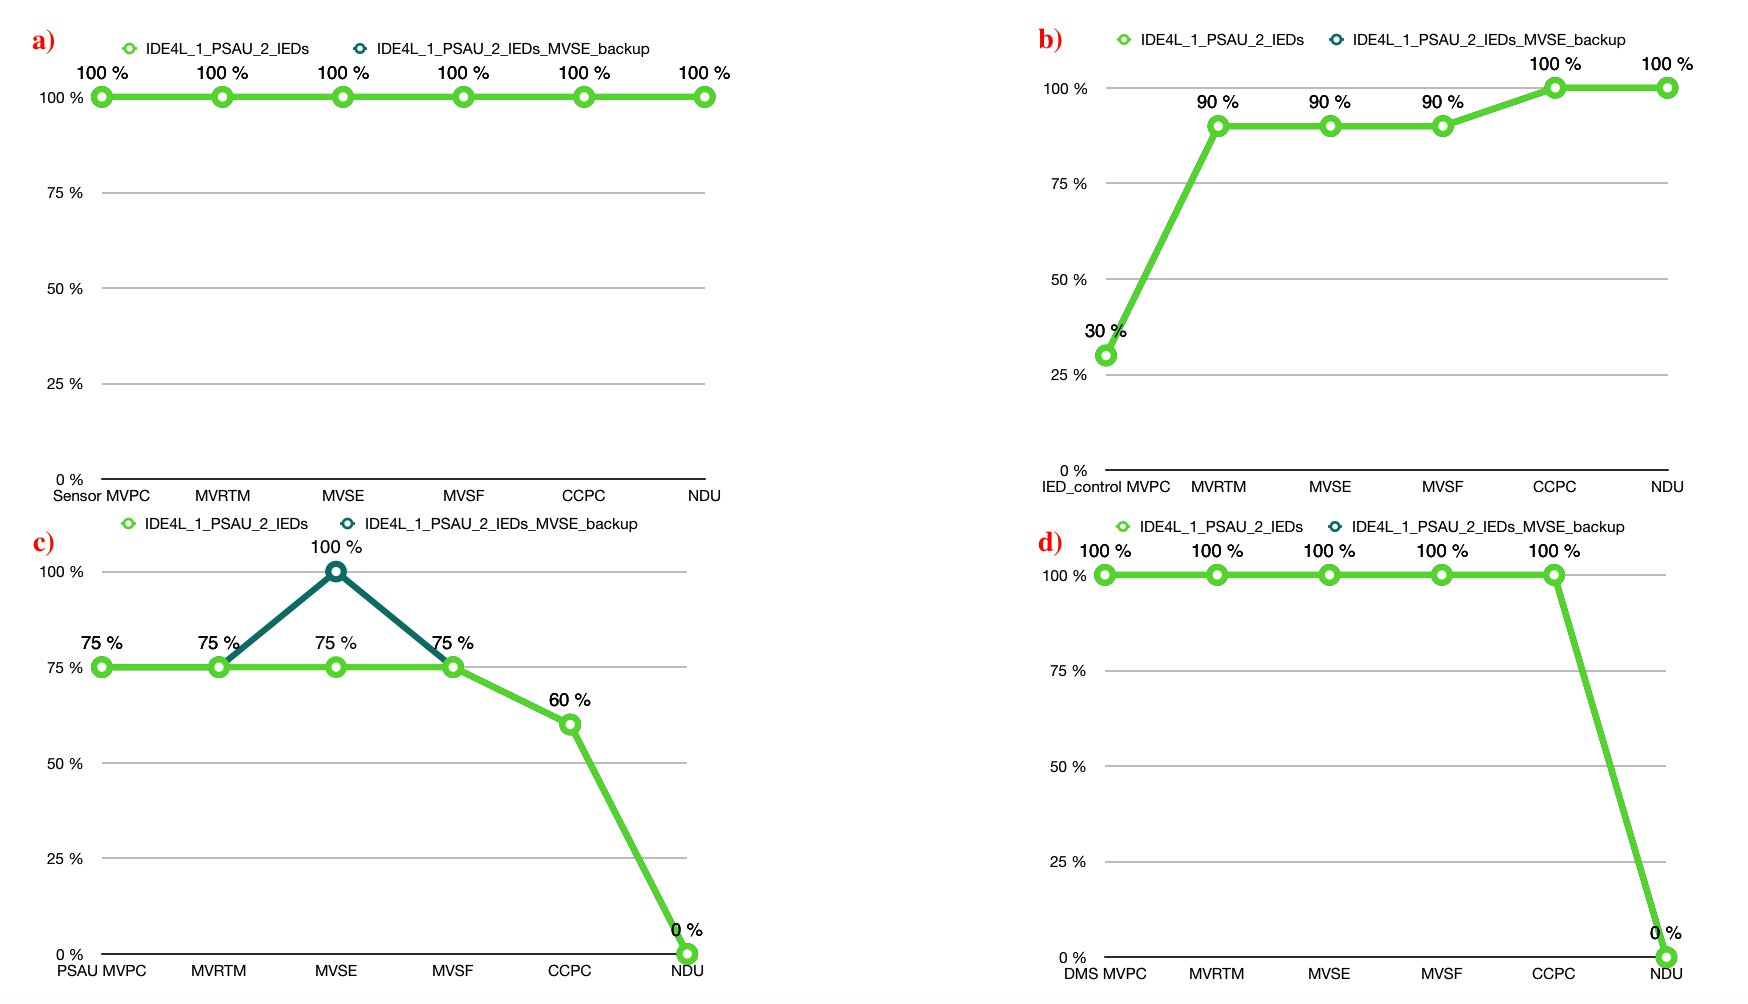 a)
IDE4L_1_PSAU_2_IEDs IDE4L_1_PSAU_2_IEDs_MVSE_backup
100 % 100 % 100 % 100 % 100 % 100 %
100 %
75 %
50 %
25 %
0 %
Sensor MVPC MVRTM MVSE MVSF CCPC NDU
b)
IDE4L_1_PSAU_2_IEDs IDE4L_1_PSAU_2_IEDs_MVSE_backup
100 % 100 %
100 %
90 % 90 % 90 %
75 %
50 %
30 %
25 %
0 %
IED_control MVPC MVRTM MVSE MVSF CCPC NDU
c)
IDE4L_1_PSAU_2_IEDs IDE4L_1_PSAU_2_IEDs_MVSE_backup
100 %
100 %
75 % 75 % 75 % 75 %
75 %
60 %
50 %
25 %
0 %
0 %
PSAU MVPC MVRTM MVSE MVSF CCPC NDU
d)
IDE4L_1_PSAU_2_IEDs IDE4L_1_PSAU_2_IEDs_MVSE_backup
100 % 100 % 100 % 100 % 100 %
100 %
75 %
50 %
25 %
0 %
0 %
DMS MVPC MVRTM MVSE MVSF CCPC NDU